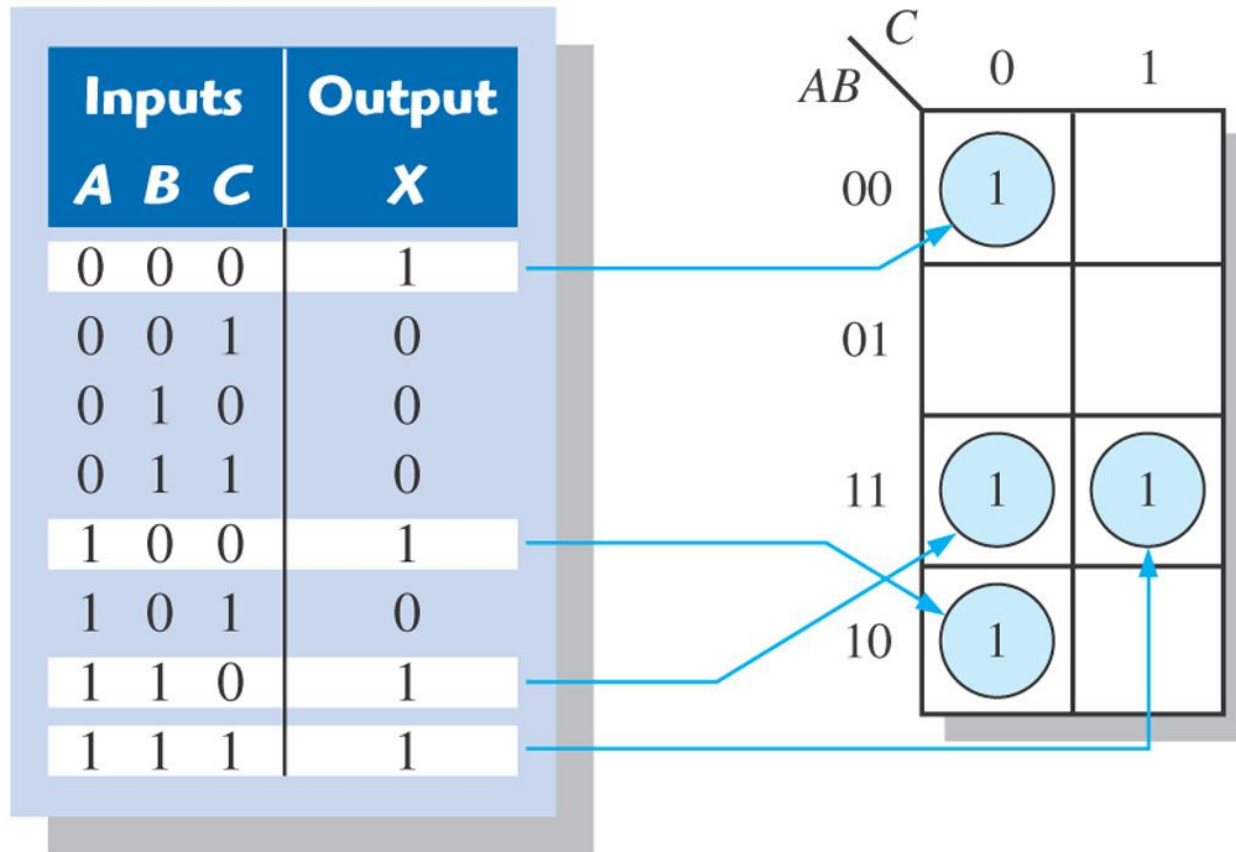 Inputs Output
A B C X
0 0 0 1
0 0 1 0
0 1 0 0
0 1 1 0
1 0 0 1
1 0 1 0
1 1 0 1
1 1 1 1
C
AB 0 1
00 1
01
11 1 1
10 1